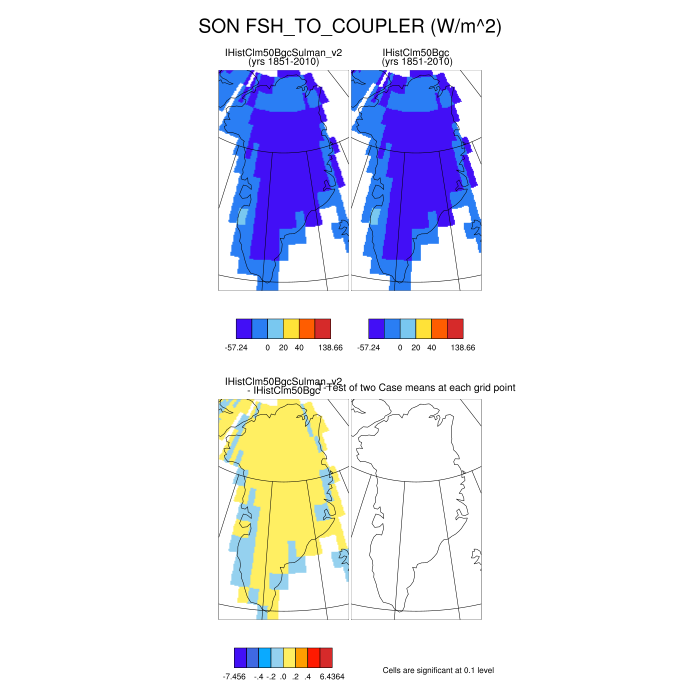 SON FSH_TO_COUPLER (W/m^2)
IHistClm50BgcSulman_v2
(yrs 1851-2010)
IHistClm50Bgc
(yrs 1851-2010)
-57.24 0 20 40 138.66
-57.24 0 20 40 138.66
IHistClm50BgcSulman_v2
- IHistClm50Bgc
T-Test of two Case means at each grid point
-7.456 -.4 -.2 .0 .2 .4 6.4364
Cells are significant at 0.1 level